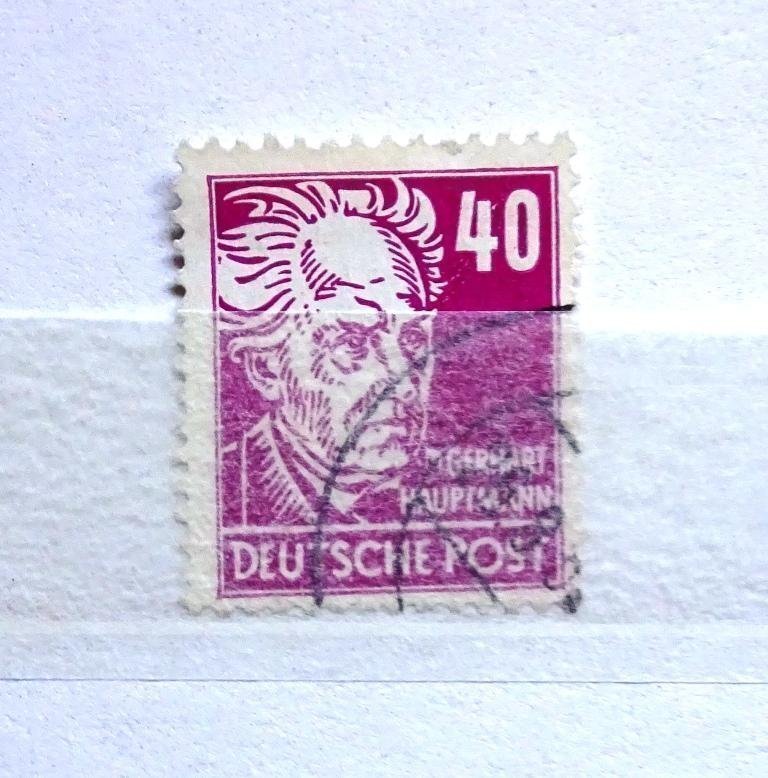 40
GERHART
HAUPTMANN
DEUTSCHE POST